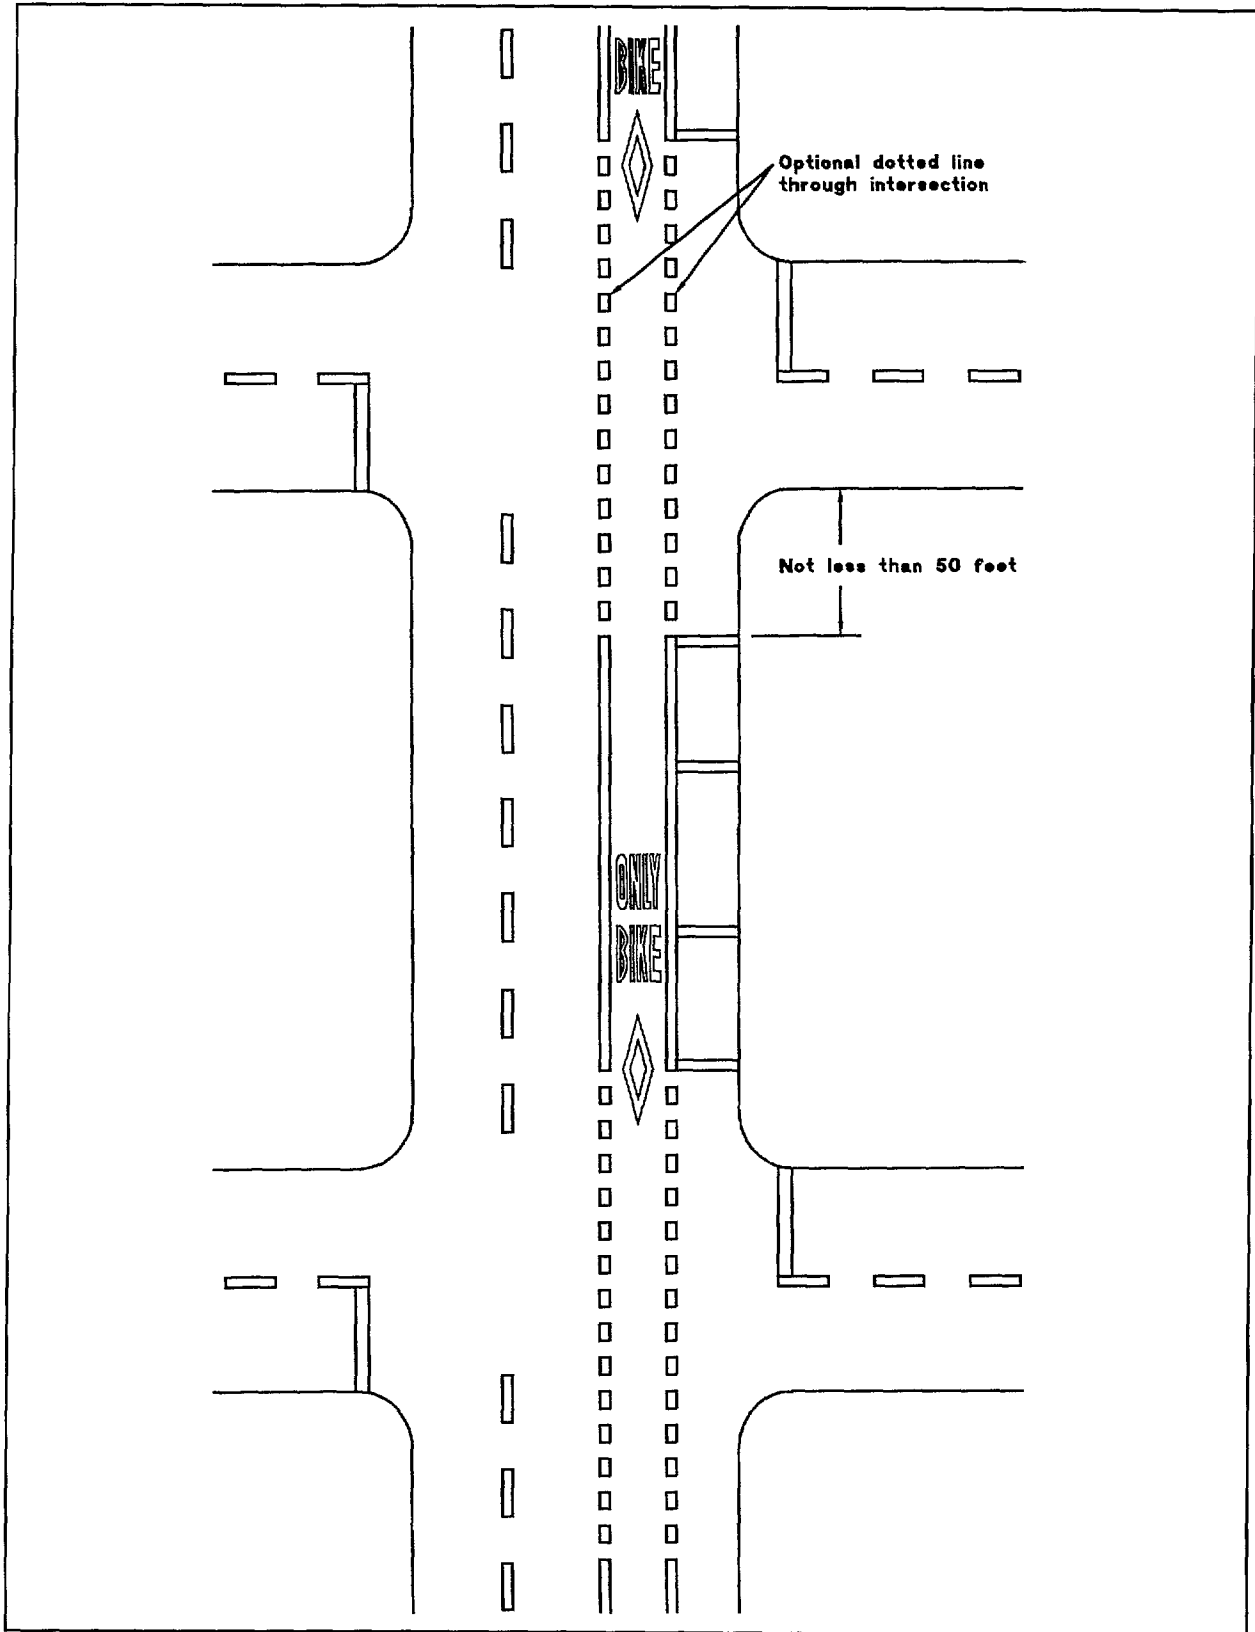 BIKE
Optional dotted line
through intersection
Not less than 50 feet
ONLY
BIKE